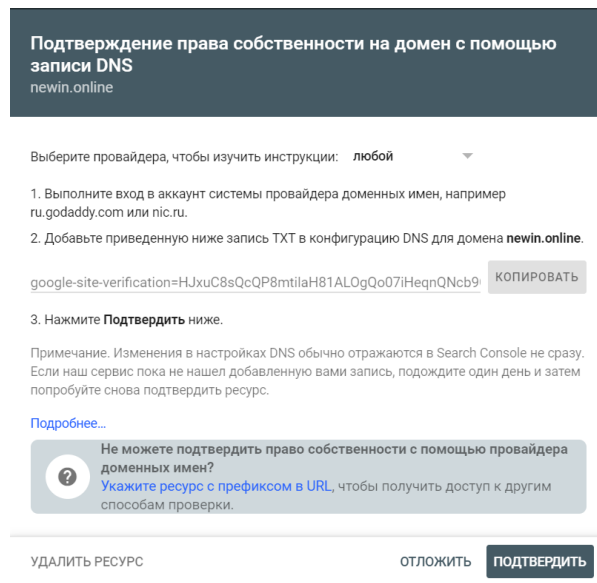 Подтверждение права собственности на домен с помощью
записи DNS
newin.online
Выберите провайдера, чтобы изучить инструкции: любой
1. Выполните вход в аккаунт системы провайдера доменных имен, например
ru.godaddy.com или nic.ru.
2. Добавьте приведенную ниже запись TXT в конфигурацию DNS для домена newin.online.
google-site-verification=HJxuC8sQcQP8mtilaH81ALOgQo07iHeqnQNcb9
КОПИРОВАТЬ
3. Нажмите Подтвердить ниже.
Примечание. Изменения в настройках DNS обычно отражаются в Search Console не сразу.
Если наш сервис пока не нашел добавленную вами запись, подождите один день и затем
попробуйте снова подтвердить ресурс.
Подробнее…
Не можете подтвердить право собственности с помощью провайдера
доменных имен?
Укажите ресурс с префиксом в URL, чтобы получить доступ к другим
способам проверки.
УДАЛИТЬ РЕСУРС
ОТЛОЖИТЬ
ПОДТВЕРДИТЬ